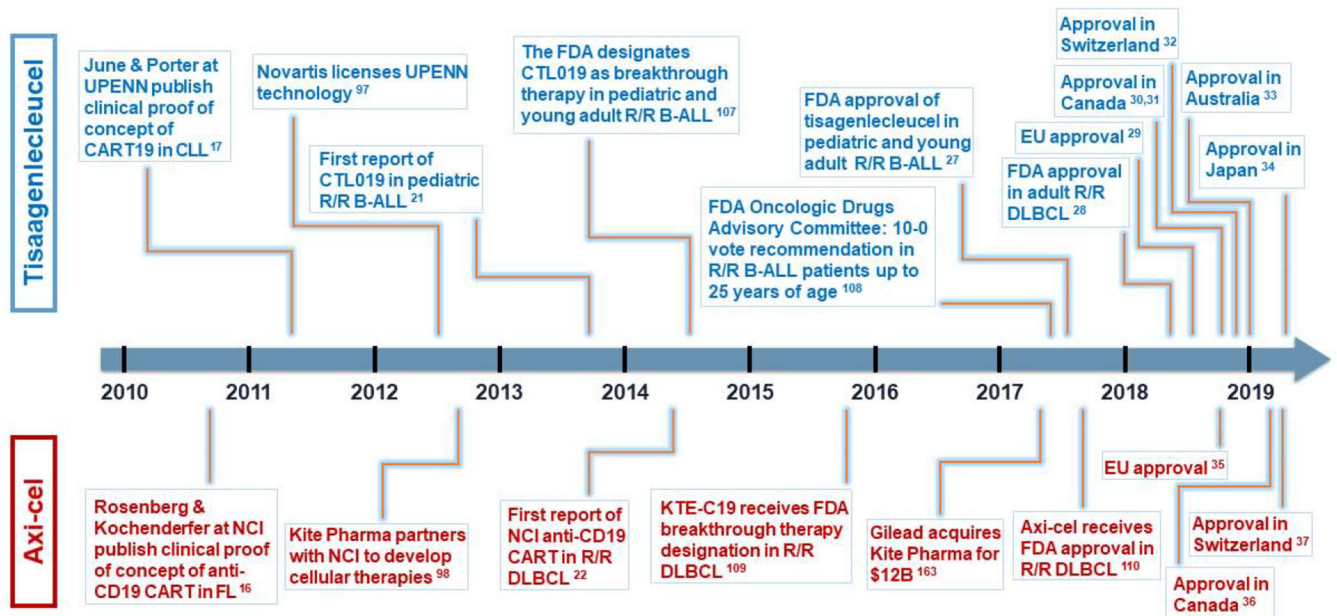 Tisaagenlecleucel
June & Porter at
UPENN publish
clinical proof of
concept of
CART19 in CLL 17
Novartis licenses UPENN
technology 97
First report of
CTL019 in pediatric
R/R B-ALL 21
The FDA designates
CTL019 as breakthrough
therapy in pediatric and
young adult R/R B-ALL 107
FDA Oncologic Drugs
Advisory Committee: 10-0
vote recommendation in
R/R B-ALL patients up to
25 years of age 108
FDA approval of
tisagenlecleucel in
pediatric and young
adult R/R B-ALL 27
FDA approval
in adult R/R
DLBCL 28
EU approval 29
Approval in
Canada 30,31
Approval in
Switzerland 32
Approval in
Australia 33
Approval in
Japan 34
2010 2011 2012 2013 2014 2015 2016 2017 2018 2019
Axi-cel
Rosenberg &
Kochenderfer at NCI
publish clinical proof
of concept of anti-
CD19 CART in FL 16
Kite Pharma partners
with NCI to develop
cellular therapies 98
First report of
NCI anti-CD19
CART in R/R
DLBCL 22
KTE-C19 receives FDA
breakthrough therapy
designation in R/R
DLBCL 109
Gilead acquires
Kite Pharma for
$12B 163
Axi-cel receives
FDA approval in
R/R DLBCL 110
EU approval 35
Approval in
Canada 36
Approval in
Switzerland 37